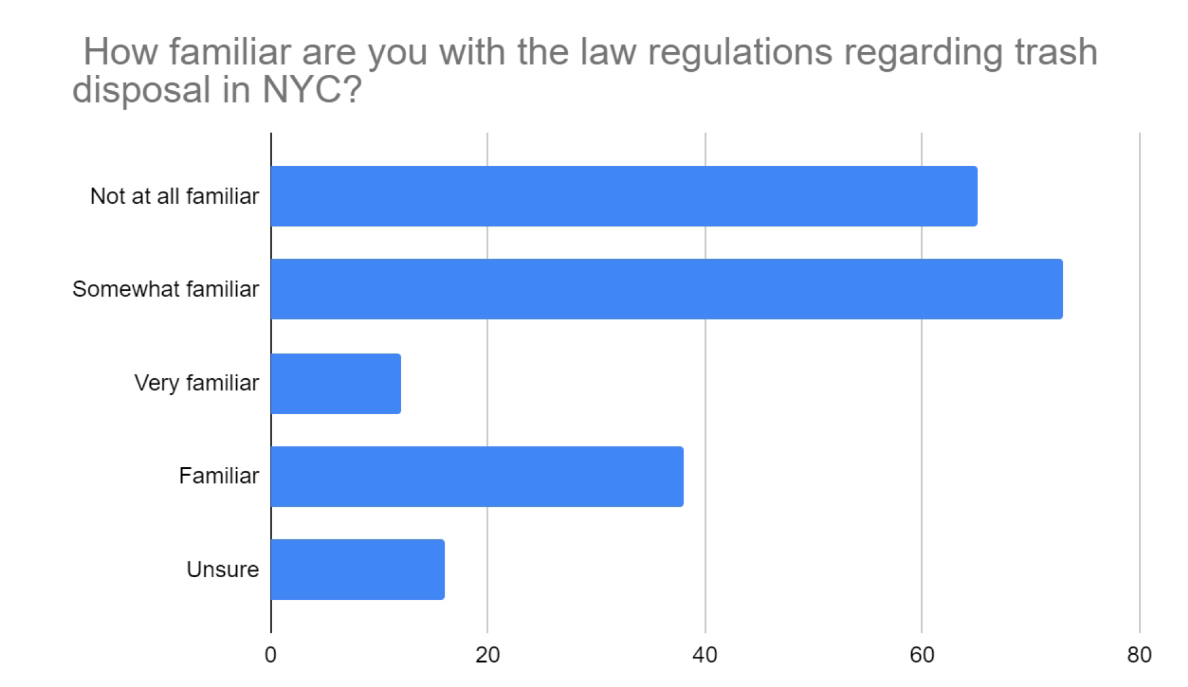 How familiar are you with the law regulations regarding trash
disposal in NYC?
Not at all familiar
Somewhat familiar
Very familiar
Familiar
Unsure
0 20 40 60 80